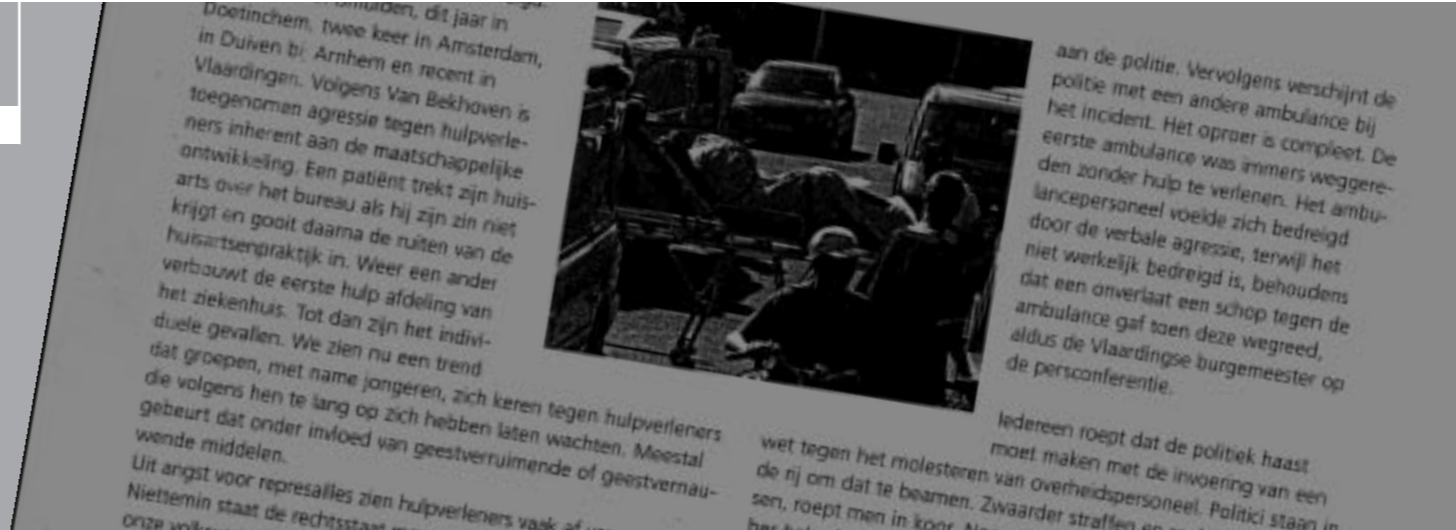 dit jaar in
Doetinchem, twee keer in Amsterdam,
in Duiven bij Arnhem en recent in
Vlaardingen. Volgens Van Bekhoven is
toegenomen agressie tegen hulpverle-
ners inherent aan de maatschappelijke
ontwikkeling. Een patiënt trekt zijn huis-
arts over het bureau als hij zijn zin niet
krijgt en gooit daarna de ruiten van de
huisartsenpraktijk in. Weer een ander
verbouwt de eerste hulp afdeling van
het ziekenhuis. Tot dan zijn het indivi-
duele gevallen. We zien nu een trend
dat groepen, met name jongeren, zich keren tegen hulpverleners
die volgens hen te lang op zich hebben laten wachten. Meestal
gebeurt dat onder invloed van geestverruimende of geestvernau-
wende middelen.
Uit angst voor represailles zien hulpverleners vaak af
Niettemin staat de rechtsstaat
onze
aan de politie. Vervolgens verschijnt de
politie met een andere ambulance bij
het incident. Het oproer is compleet. De
eerste ambulance was immers weggere-
den zonder hulp te verlenen. Het ambu-
lancepersoneel voelde zich bedreigd
door de verbale agressie, terwijl het
niet werkelijk bedreigd is, behoudens
dat een onverlaat een schop tegen de
ambulance gaf toen deze wegreed,
aldus de Vlaardingse burgemeester op
de persconferentie.
Iedereen roept dat de politiek haast
moet maken met de invoering van een
wet tegen het molesteren van overheidspersoneel. Politici staan in
de rij om dat te beamen. Zwaarder straffen en
sen, roept men in koor.